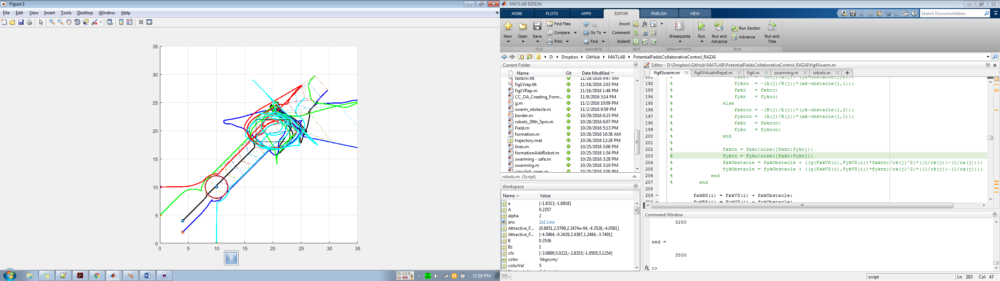 Figure 1
File Edit View Insert Tools Desktop Window Help
35
30
25
20
15
10
5
0
0 5 10 15 20 25 30 35
D: 1.3 K
U: 468
76
cpu
11:09 PM
MATLAB R2015b
HOME PLOTS APPS EDITOR PUBLISH VIEW
Search Documentation
New Open Save
Find Files
Compare
Print
Go To
Find
Insert fx
Comment
Indent
Breakpoints
Run
Run and Advance
Run Section
Advance
Run and Time
FILE NAVIGATE EDIT BREAKPOINTS RUN
D: Dropbox GitHub MATLAB PotentialFieldsCollaborativeControl_RAZAI
Current Folder
Name Git Date Modified
testEnv.ttt 11/28/2016 9:47 AM
fig1Vrep.ttt 11/16/2016 2:03 PM
fig1VRep.m 11/16/2016 1:48 PM
CC_OA_Creating_Form... 11/8/2016 3:14 PM
g.m 11/2/2016 10:09 PM
swarm_obstacle.m 11/2/2016 9:59 PM
border.m 10/29/2016 6:23 PM
robots_29th_5pm.m 10/29/2016 6:07 PM
Field.m 10/29/2016 5:13 PM
formation.m 10/28/2016 10:38 AM
trajectory.mat 10/26/2016 12:28 PM
lines.m 10/25/2016 3:06 PM
formationAddRobot.m 10/25/2016 1:34 PM
swarming - safe.m 10/20/2016 3:28 PM
swarming.m 10/20/2016 3:19 PM
simulink_open.m 10/20/2016 3:06 PM
robots.m (Script)
Workspace
Name Value
a [-1.8313,-1.6918]
A 0.2357
alpha 2
ans 1x1 Line
Attractive_F... [0.8851,2.5799,2.3474e-04,-4.3526,-4.0581]
Attractive_F... [-4.5964,-0.3429,2.4387,1.2484,-3.7491]
B 0.3536
Bz 1
chi [-3.0890;3.0221;-2.8353;-1.9505;3.1254]
color 'kbgrcmy'
colorVal 5
Editor - D:\Dropbox\GitHub\MATLAB\PotentialFieldsCollaborativeControl_RAZAI\fig4Swarm.m
fig4Swarm.m fig4VirtualnRepel.m fig4.m swarming.m robots.m +
191 % fxkrc = (B(j)/A(j))*(yk-obstacle(j,2));
192 % fykrc = -(A(j)/B(j))*(xk-obstacle(j,1));
193 % fxkr = fxkrc;
194 % fykr = fykrc;
195 % else
196 % fxkrcc = -(B(j)/A(j))*(yk-obstacle(j,2));
197 % fykrcc = (A(j)/B(j))*(xk-obstacle(j,1));
198 % fxkr = fxkrcc;
199 % fykr = fykrcc;
200 % end
201 %
202 % fxkrn = fxkr/norm([fxkr;fykr]);
203 % fykrn = fykr/norm([fxkr;fykr]);
204 % fxkObstacle = fxkObstacle + ((g(FxkVS(i),FykVS(i))*fxkrn)/rk(j)^2)*((1/rk(j))-(1/ra(j)));
205 % fykObstacle = fykObstacle + ((g(FxkVS(i),FykVS(i))*fykrn)/rk(j)^2)*((1/rk(j))-(1/ra(j)));
206 % end
207 % end
208
209 – fxkBS(i) = FxkVS(i) + fxkObstacle;
210 – fykBS(i) = FykVS(i) + fykObstacle;
Command Window
3250
zed =
3500
fx >>
script Ln 203 Col 47